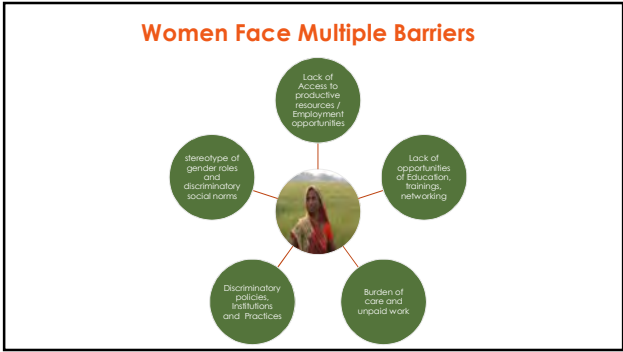 Women Face Multiple Barriers
Lack of
Access to
productive
resources /
Employment
opportunities
Lack of
opportunities
of Education,
trainings,
networking
Burden of
care and
unpaid work
Discriminatory
policies,
Institutions
and Practices
stereotype of
gender roles
and
discriminatory
social norms